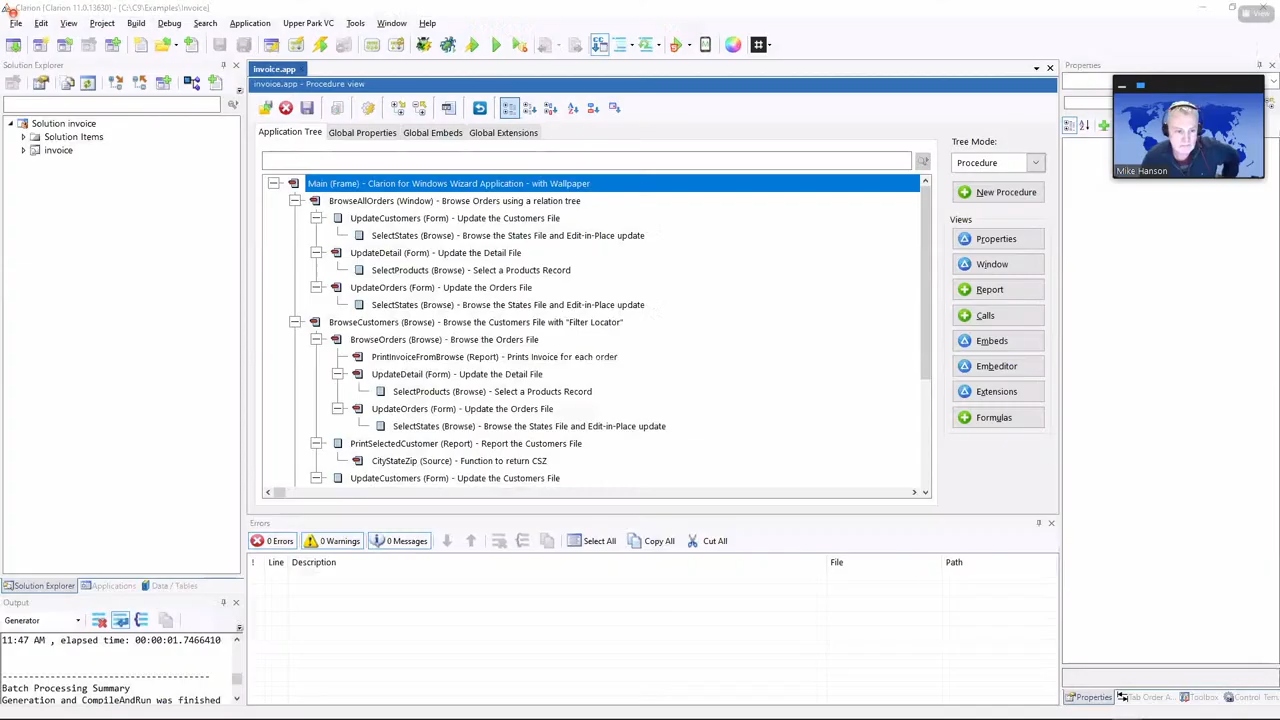 Clarion [Clarion 11.0.13630] - [C:\C9\Examples\Invoice]
View
File Edit View Project Build Debug Search Application Upper Park VC Tools Window Help
Solution Explorer
invoice.app
Properties
invoice.app - Procedure view
Application Tree Global Properties Global Embeds Global Extensions
Solution invoice
Solution Items
invoice
Tree Mode:
Procedure
Mike Hanson
Main (Frame) - Clarion for Windows Wizard Application - with Wallpaper
BrowseAllOrders (Window) - Browse Orders using a relation tree
UpdateCustomers (Form) - Update the Customers File
SelectStates (Browse) - Browse the States File and Edit-in-Place update
UpdateDetail (Form) - Update the Detail File
SelectProducts (Browse) - Select a Products Record
UpdateOrders (Form) - Update the Orders File
SelectStates (Browse) - Browse the States File and Edit-in-Place update
BrowseCustomers (Browse) - Browse the Customers File with "Filter Locator"
BrowseOrders (Browse) - Browse the Orders File
PrintInvoiceFromBrowse (Report) - Prints Invoice for each order
UpdateDetail (Form) - Update the Detail File
SelectProducts (Browse) - Select a Products Record
UpdateOrders (Form) - Update the Orders File
SelectStates (Browse) - Browse the States File and Edit-in-Place update
PrintSelectedCustomer (Report) - Report the Customers File
CityStateZip (Source) - Function to return CSZ
UpdateCustomers (Form) - Update the Customers File
New Procedure
Views
Properties
Window
Report
Calls
Embeds
Embeditor
Extensions
Formulas
Errors
0 Errors 0 Warnings 0 Messages Select All Copy All Cut All
! Line Description File Path
Solution Explorer Applications Data / Tables
Output
Generator
11:47 AM , elapsed time: 00:00:01.7466410
----------------------------------
Batch Processing Summary
Generation and CompileAndRun was finished
Properties Tab Order A... Toolbox Control Tem